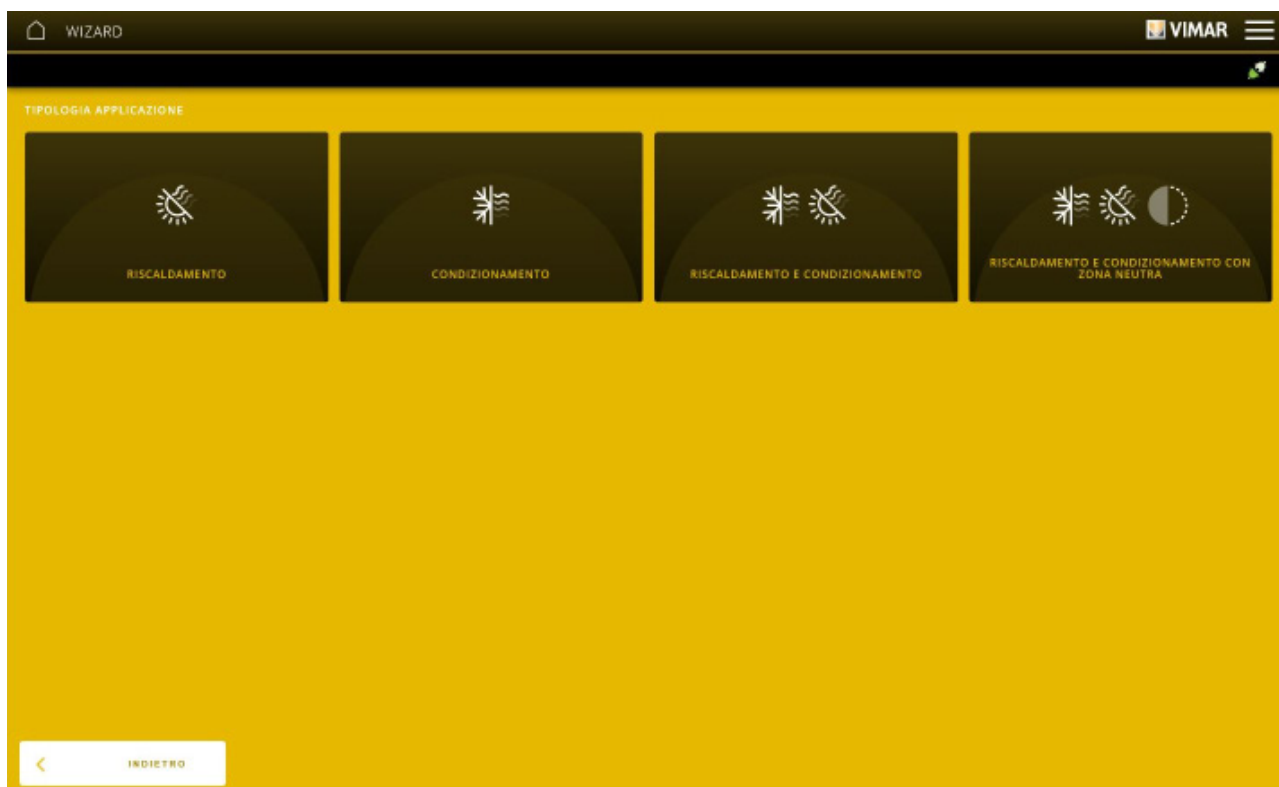 WIZARD
VIMAR
TIPOLOGIA APPLICAZIONE
RISCALDAMENTO
CONDIZIONAMENTO
RISCALDAMENTO E CONDIZIONAMENTO
RISCALDAMENTO E CONDIZIONAMENTO CON
ZONA NEUTRA
INDIETRO